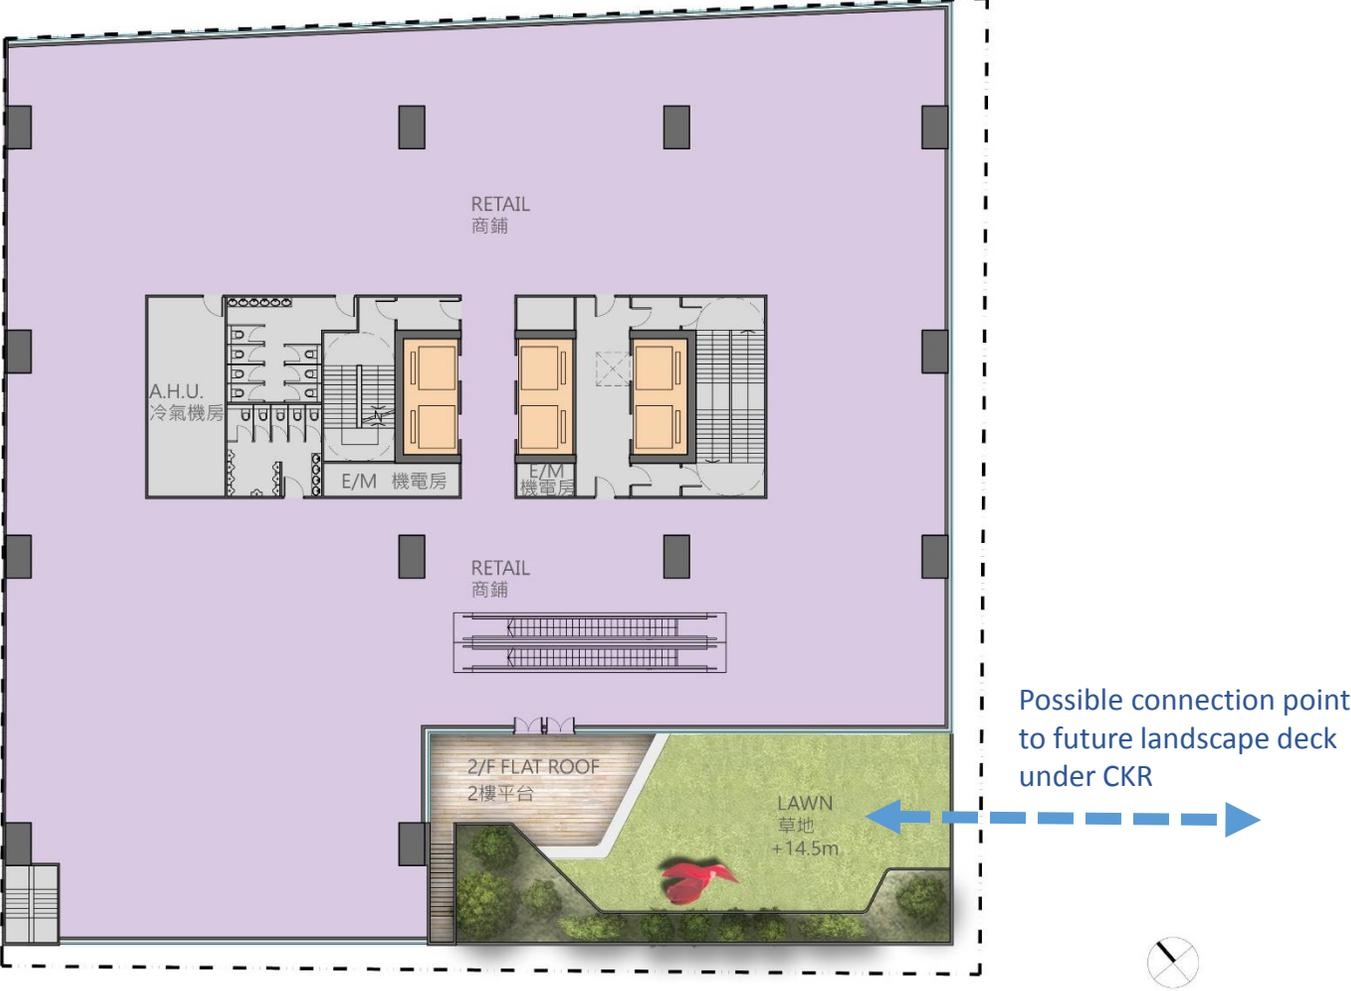 RETAIL
商鋪
A.H.U.
冷氣機房
E/M 機電房
E/M
機電房
RETAIL
商鋪
Possible connection point
to future landscape deck
under CKR
2/F FLAT ROOF
2樓平台
LAWN
草地
+14.5m